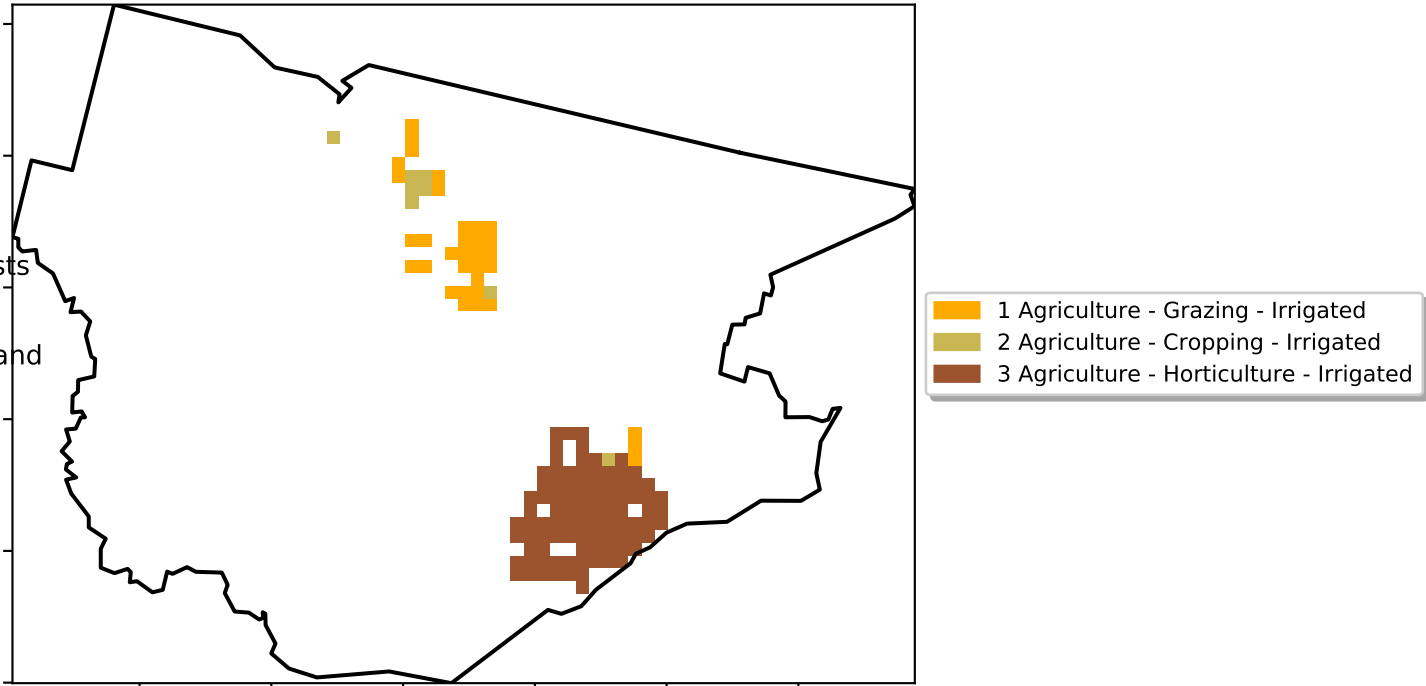 sts
and
1 Agriculture - Grazing - Irrigated
2 Agriculture - Cropping - Irrigated
3 Agriculture - Horticulture - Irrigated